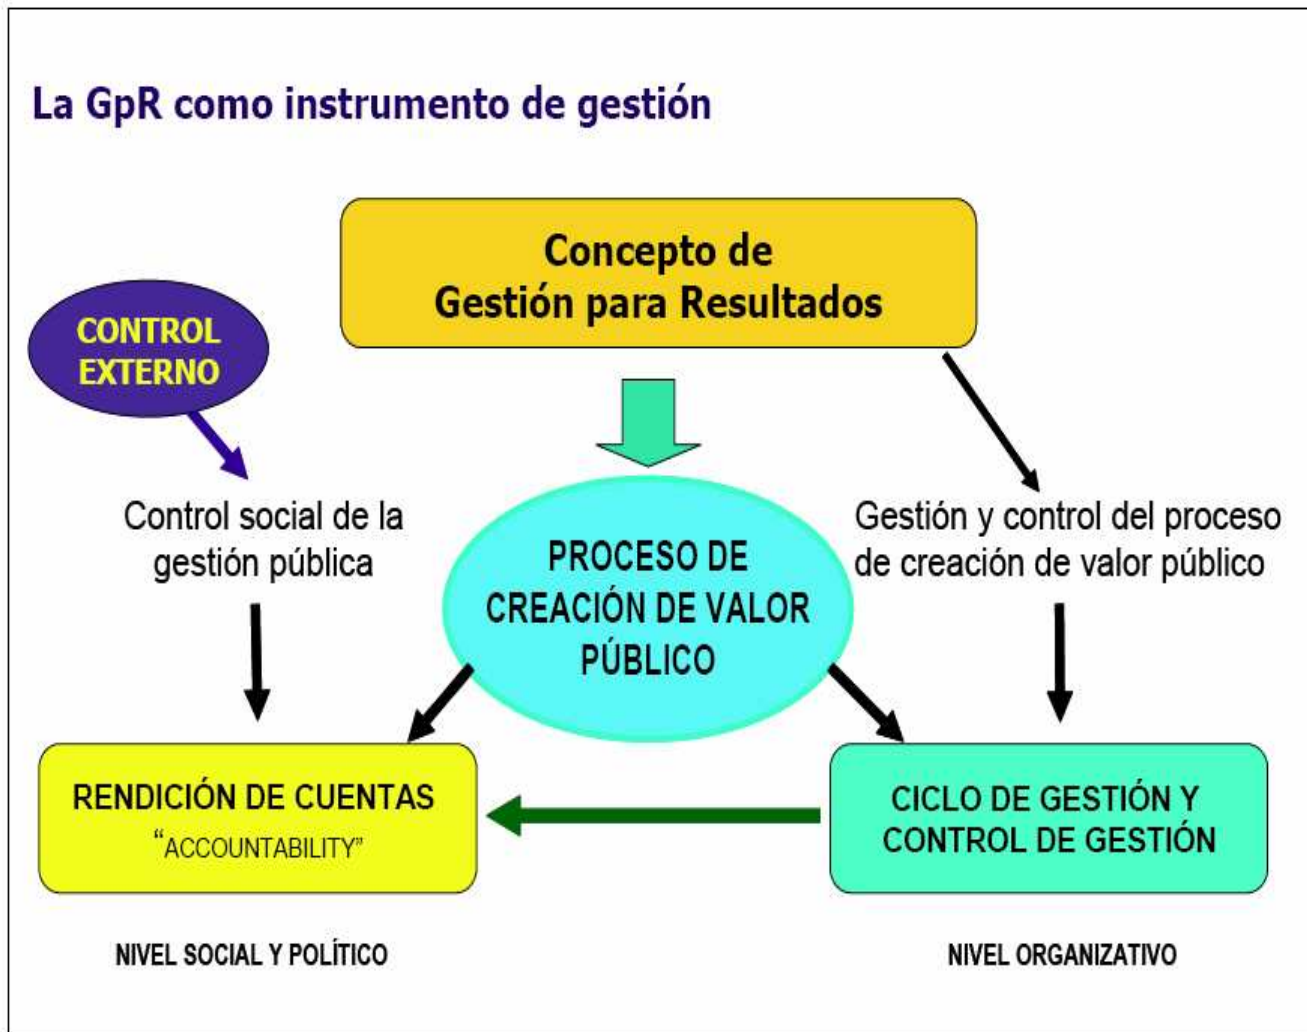 La GpR como instrumento de gestión
Concepto de
Gestión para Resultados
CONTROL
EXTERNO
Control social de la
gestión pública
PROCESO DE
CREACIÓN DE VALOR
PÚBLICO
Gestión y control del proceso
de creación de valor público
RENDICIÓN DE CUENTAS
“ACCOUNTABILITY”
CICLO DE GESTIÓN Y
CONTROL DE GESTIÓN
NIVEL SOCIAL Y POLÍTICO
NIVEL ORGANIZATIVO